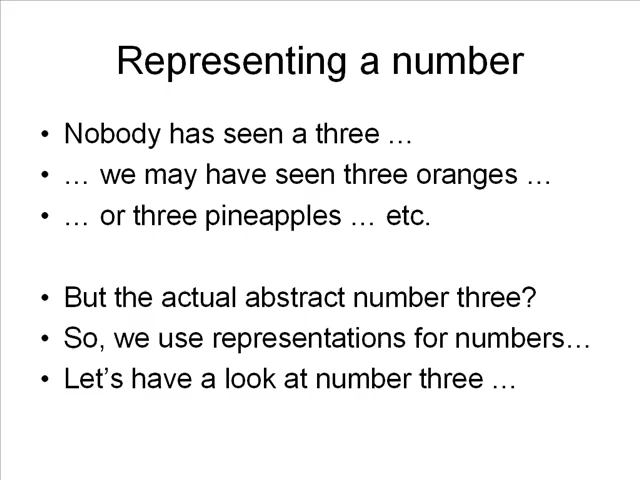 Representing a number
• Nobody has seen a three …
• … we may have seen three oranges …
• … or three pineapples … etc.
• But the actual abstract number three?
• So, we use representations for numbers…
• Let’s have a look at number three …